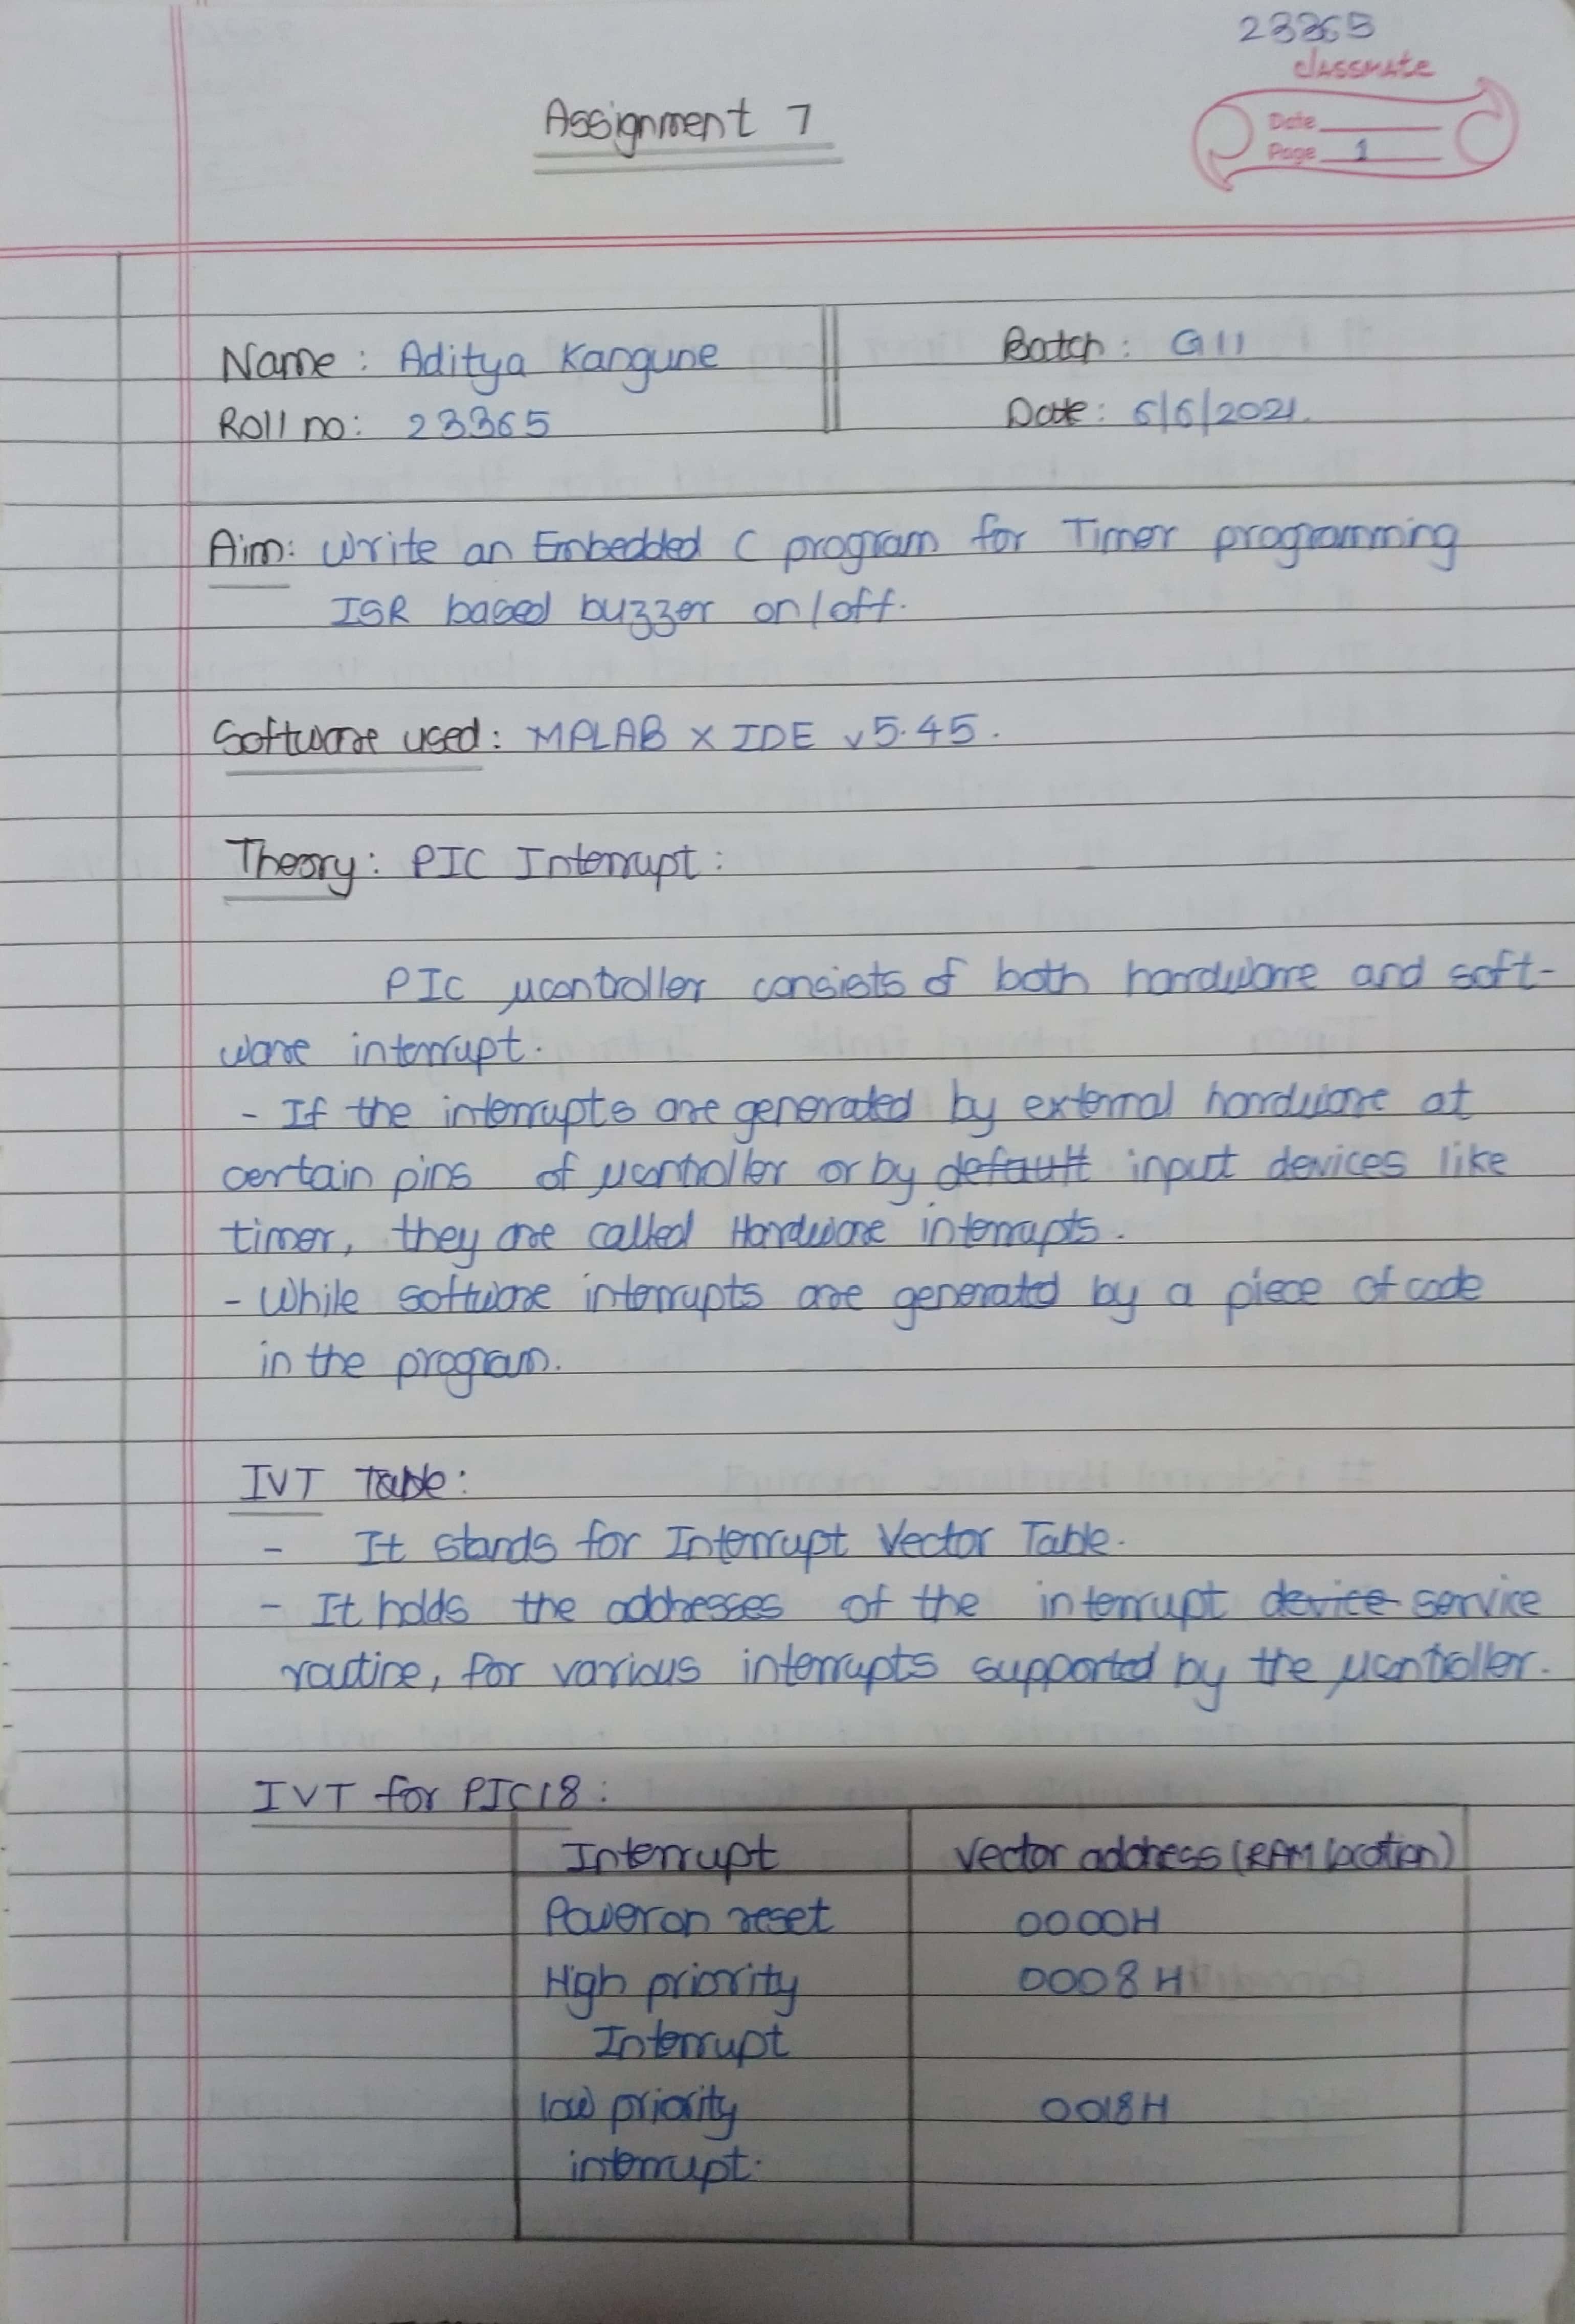 23365
classmate
Assignment 7
Date
Page 1
Name : Aditya Kangune
Batch : G11
Roll no: 23365
Date: 6/6/2021.
Aim: Write an Embedded C program for Timer programming
ISR based buzzer on/off.
Software used: MPLAB X IDE v5.45.
Theory: PIC Interrupt:
PIC μcontroller consists of both hardware and soft-
ware interrupt.
- If the interrupts are generated by external hardware at
certain pins of μcontroller or by default input devices like
timer, they are called Hardware interrupts.
- While software interrupts are generated by a piece of code
in the program.
IVT Table:
- It stands for Interrupt Vector Table.
- It holds the addresses of the interrupt device service
routine, for various interrupts supported by the μcontroller.
IVT for PIC18:
Interrupt Vector address (RAM location)
Power on reset 0000H
High priority 0008H
Interrupt
low priority 0018H
interrupt.